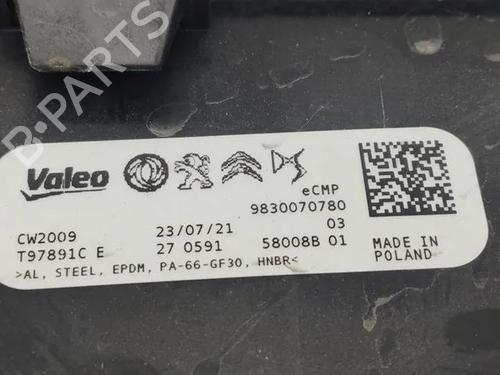 B-PARTS
Valeo
eCMP
9830070780
CW2009 23/07/21 03
T97891C E 27 0591 58008B 01
>AL, STEEL, EPDM, PA-66-GF30, HNBR<
MADE IN
POLAND